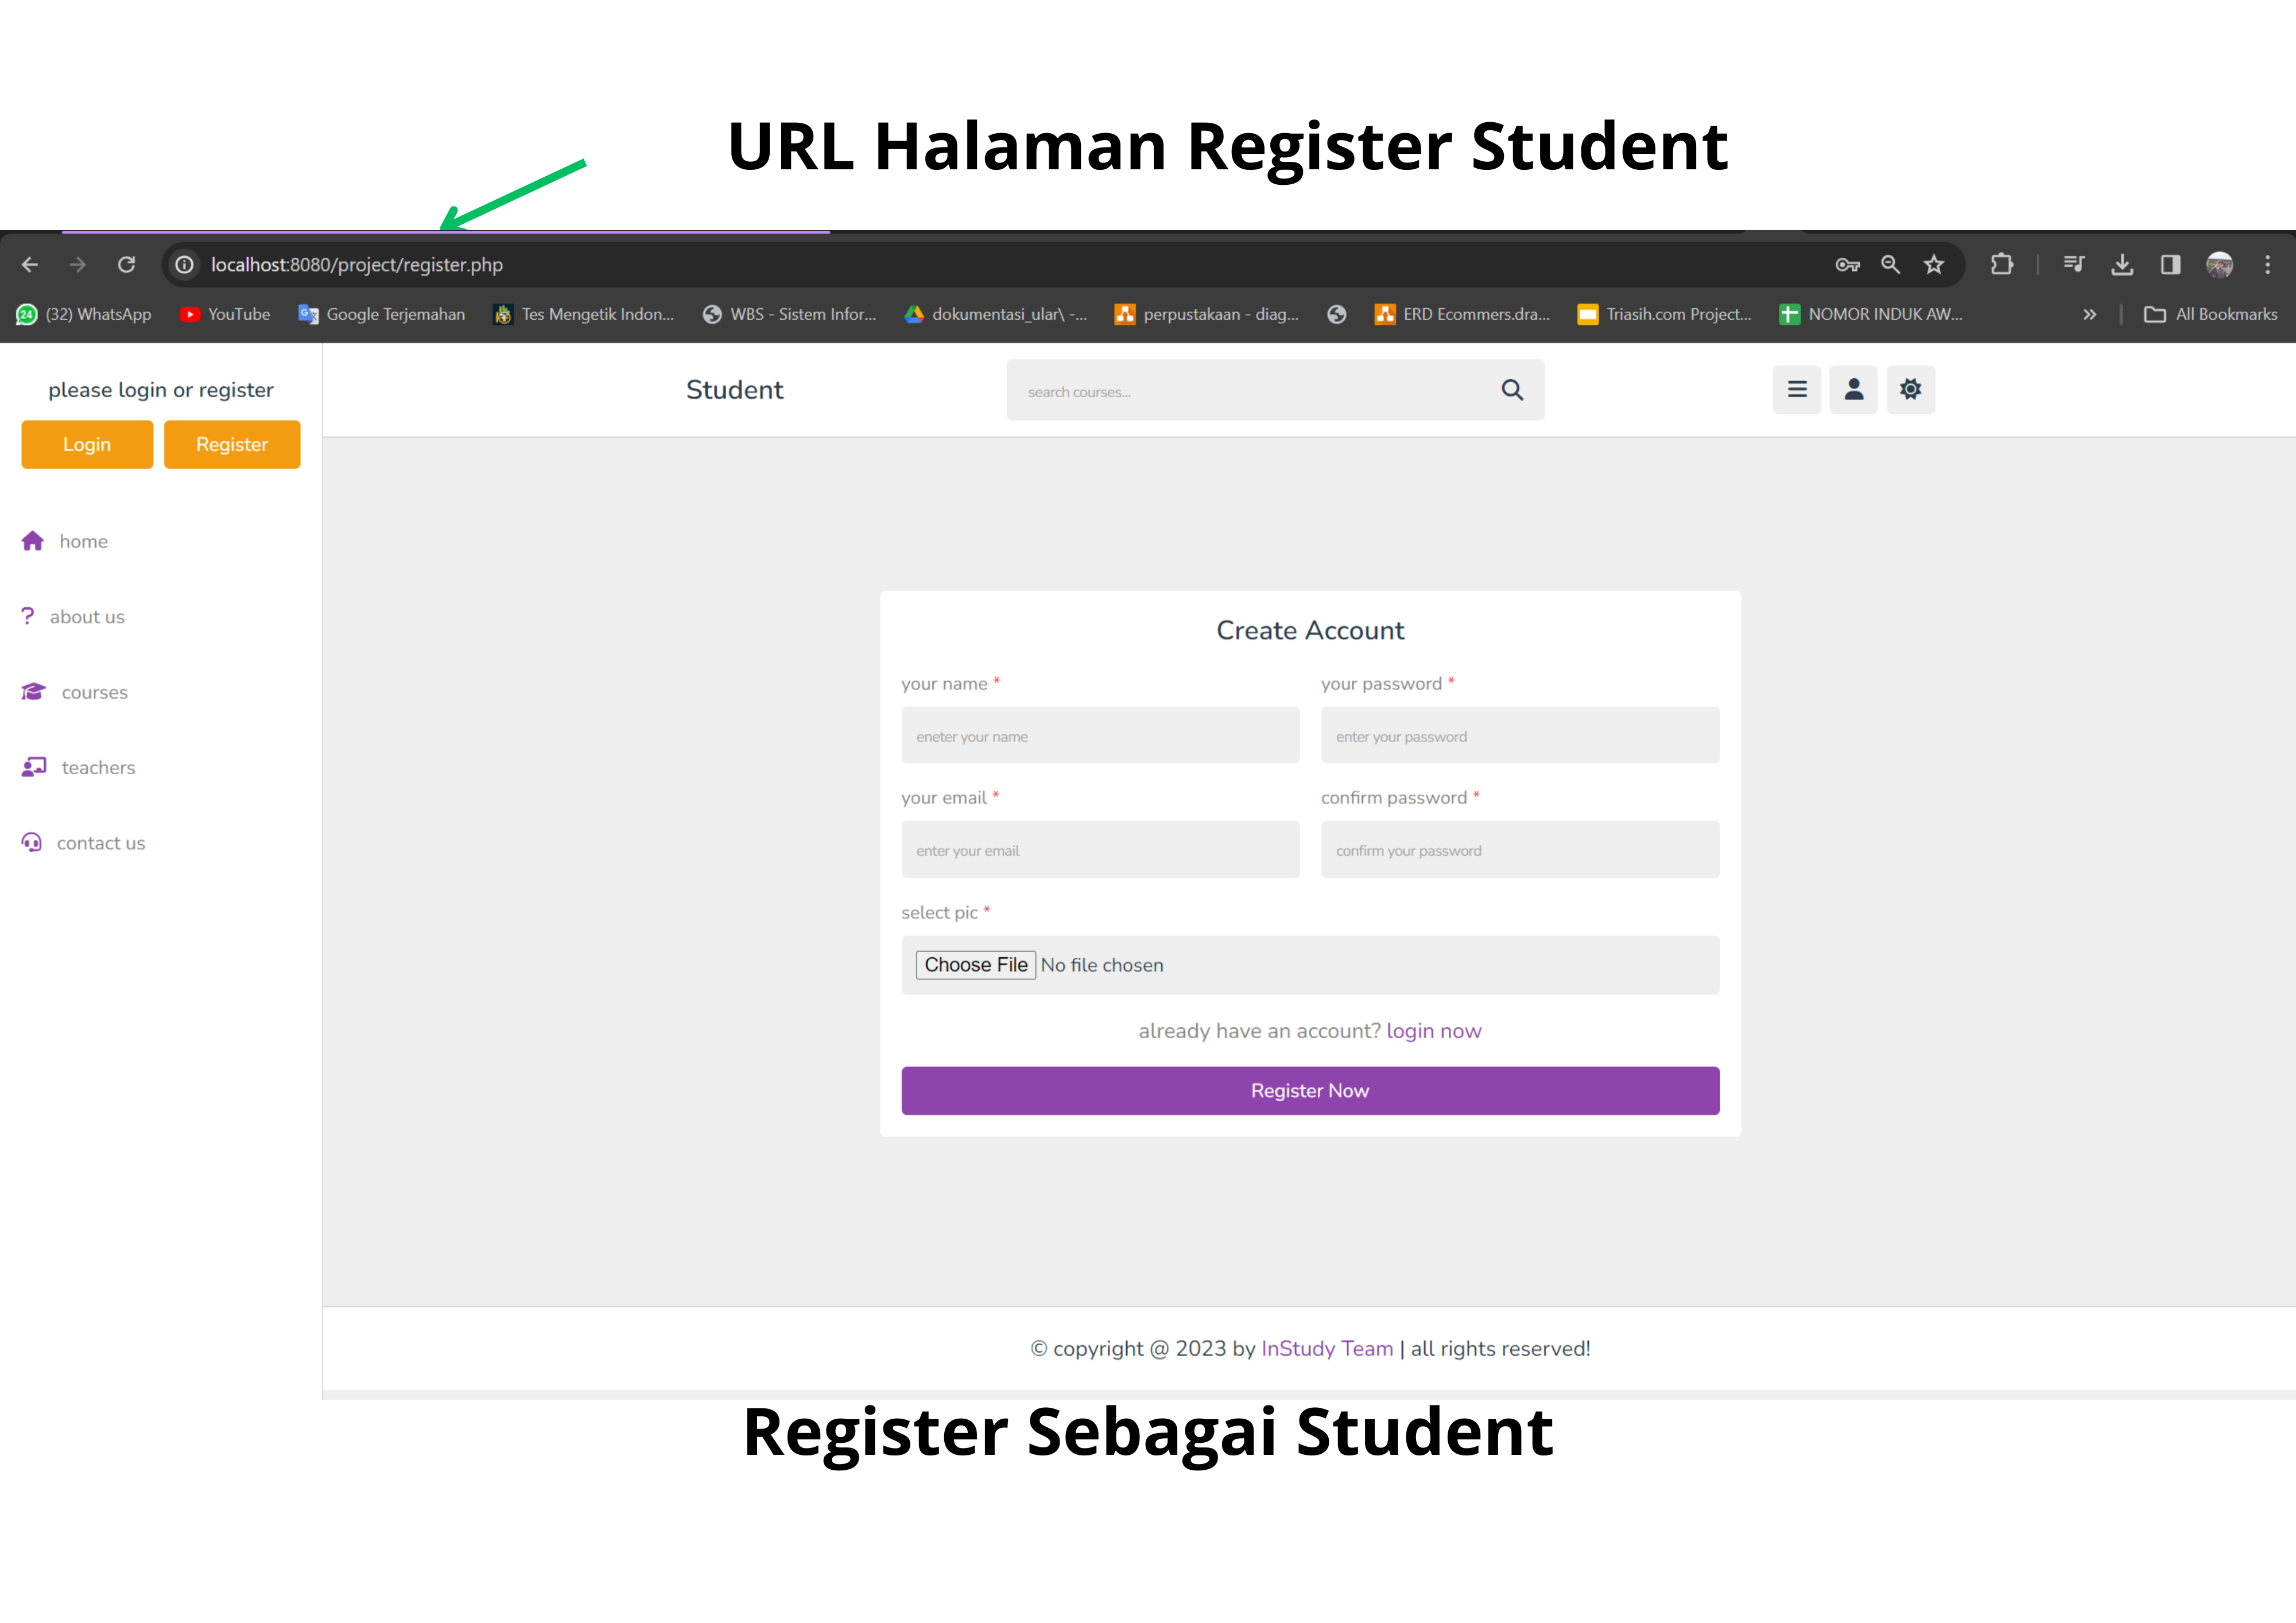 URL Halaman Register Student
localhost:8080/project/register.php
24 (32) WhatsApp YouTube Google Terjemahan Tes Mengetik Indon... WBS - Sistem Infor... dokumentasi_ular\ -... perpustakaan - diag... ERD Ecommers.dra... Triasih.com Project... NOMOR INDUK AW... » All Bookmarks
please login or register
Login Register
home
? about us
courses
teachers
contact us
Student
search courses...
Create Account
your name *
eneter your name
your password *
enter your password
your email *
enter your email
confirm password *
confirm your password
select pic *
Choose File No file chosen
already have an account? login now
Register Now
© copyright @ 2023 by InStudy Team | all rights reserved!
Register Sebagai Student